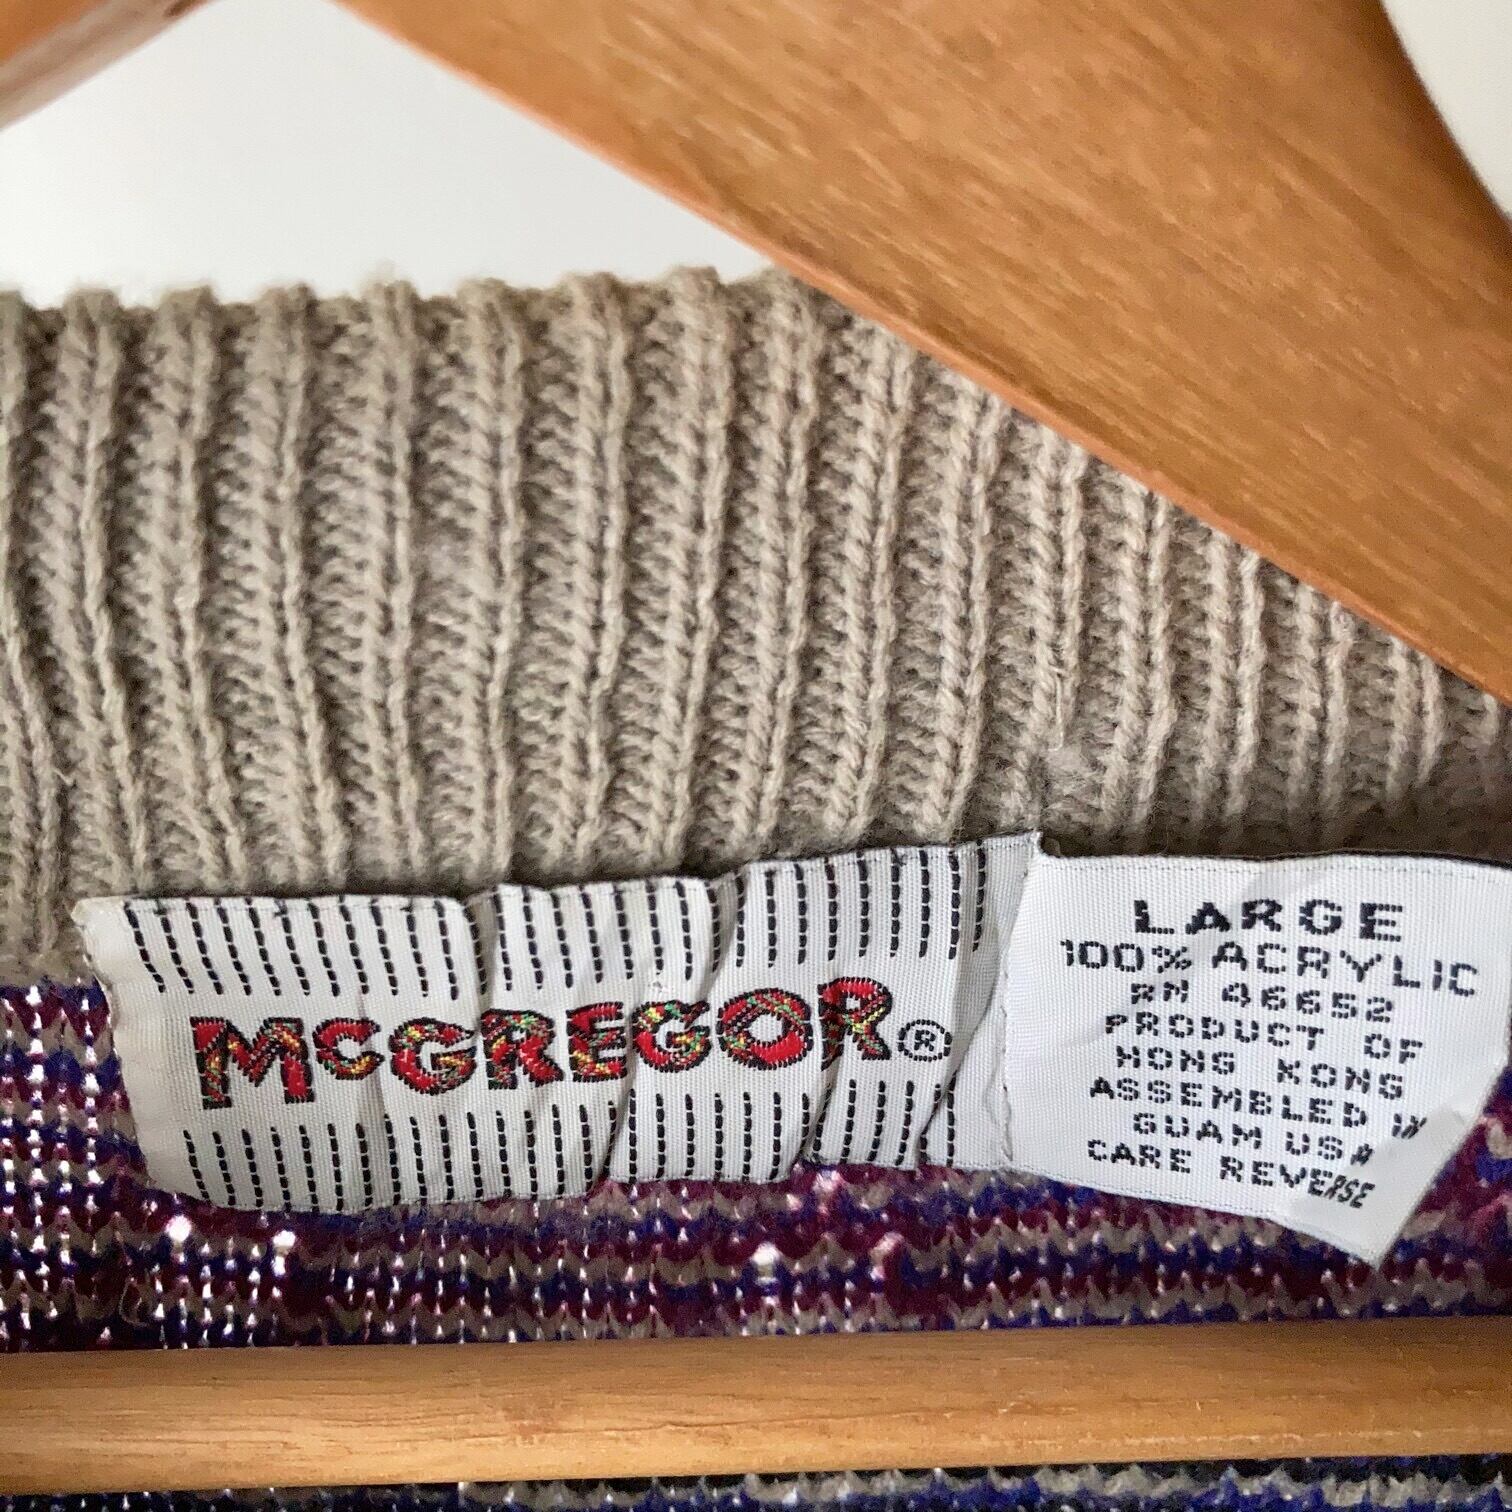 McGREGOR®
LARGE
100% ACRYLIC
RN 46652
PRODUCT OF
HONG KONG
ASSEMBLED IN
GUAM USA
CARE REVERSE